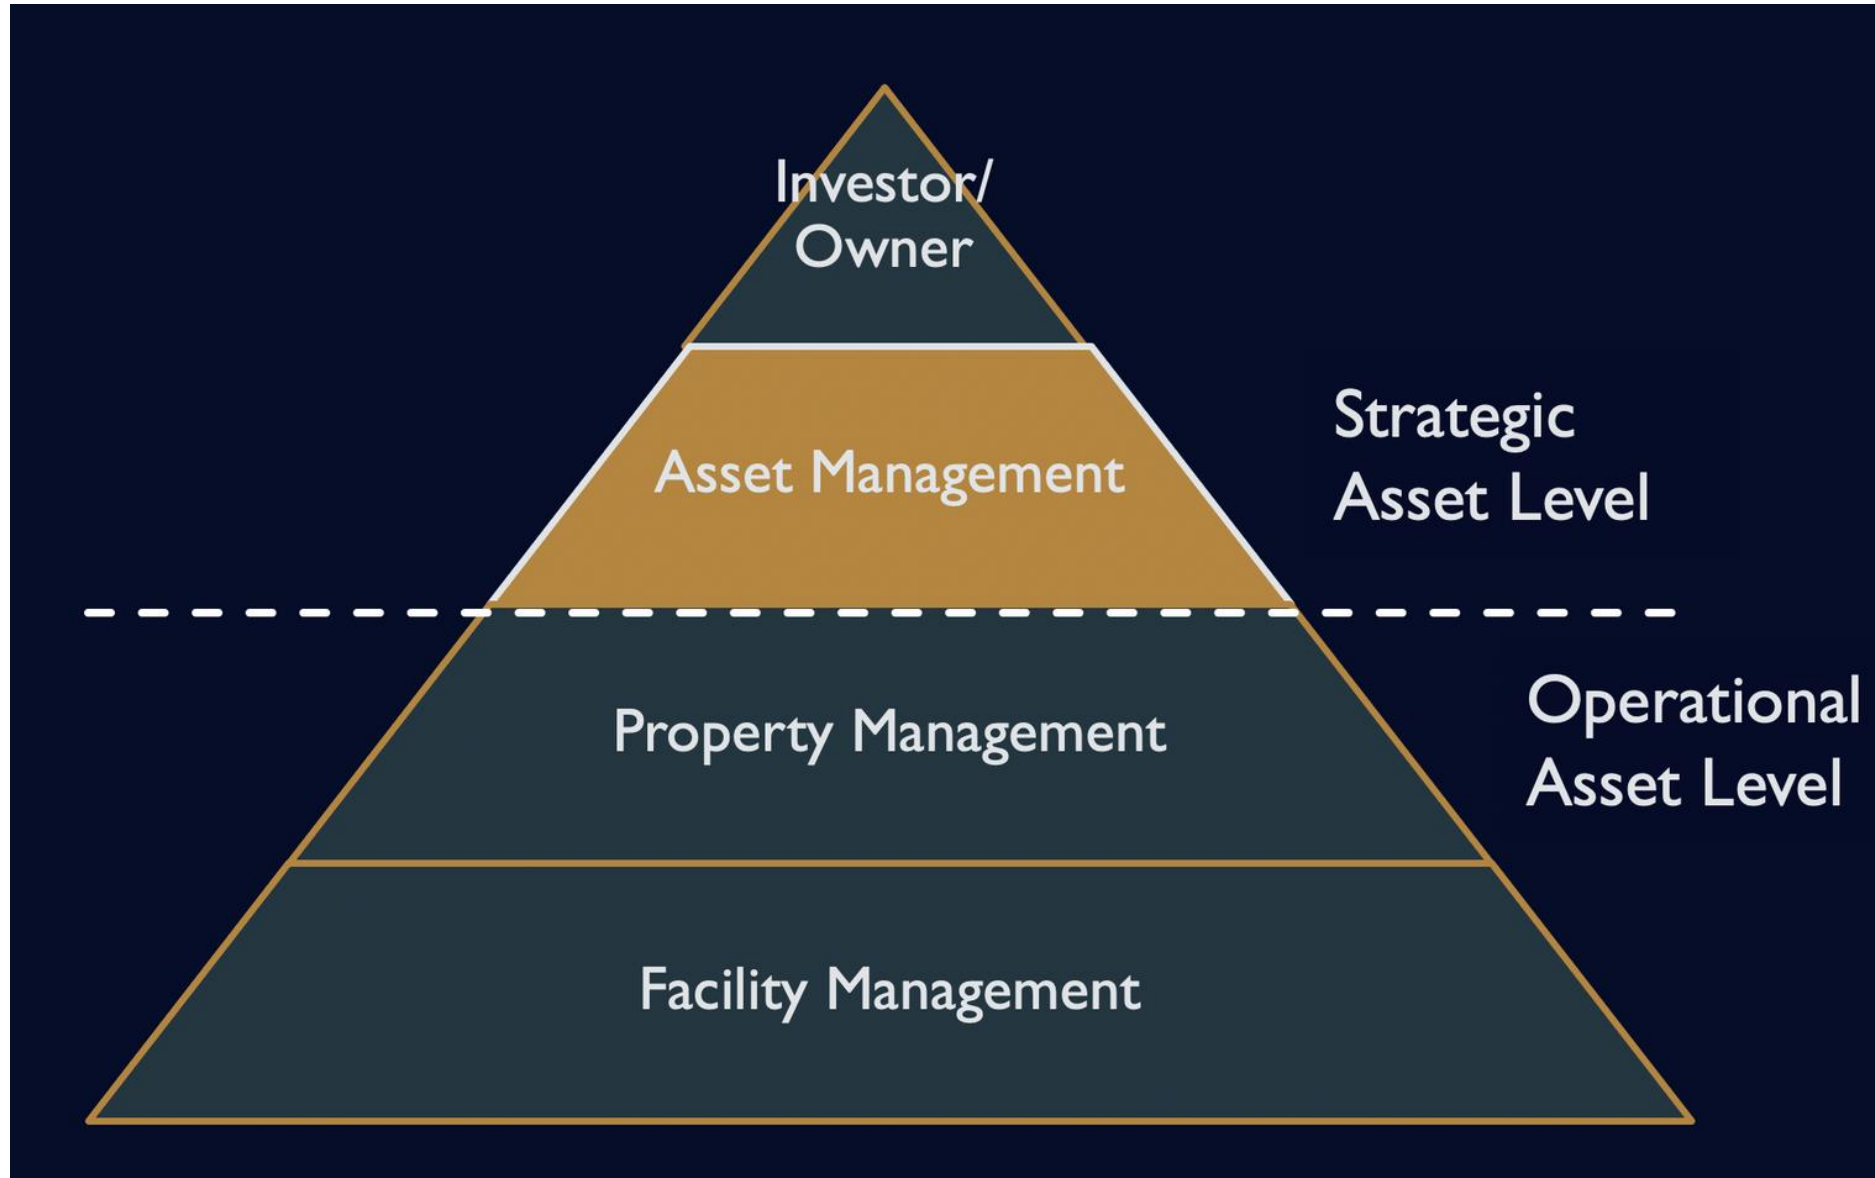 Investor/
Owner
Asset Management
Strategic
Asset Level
Property Management
Operational
Asset Level
Facility Management